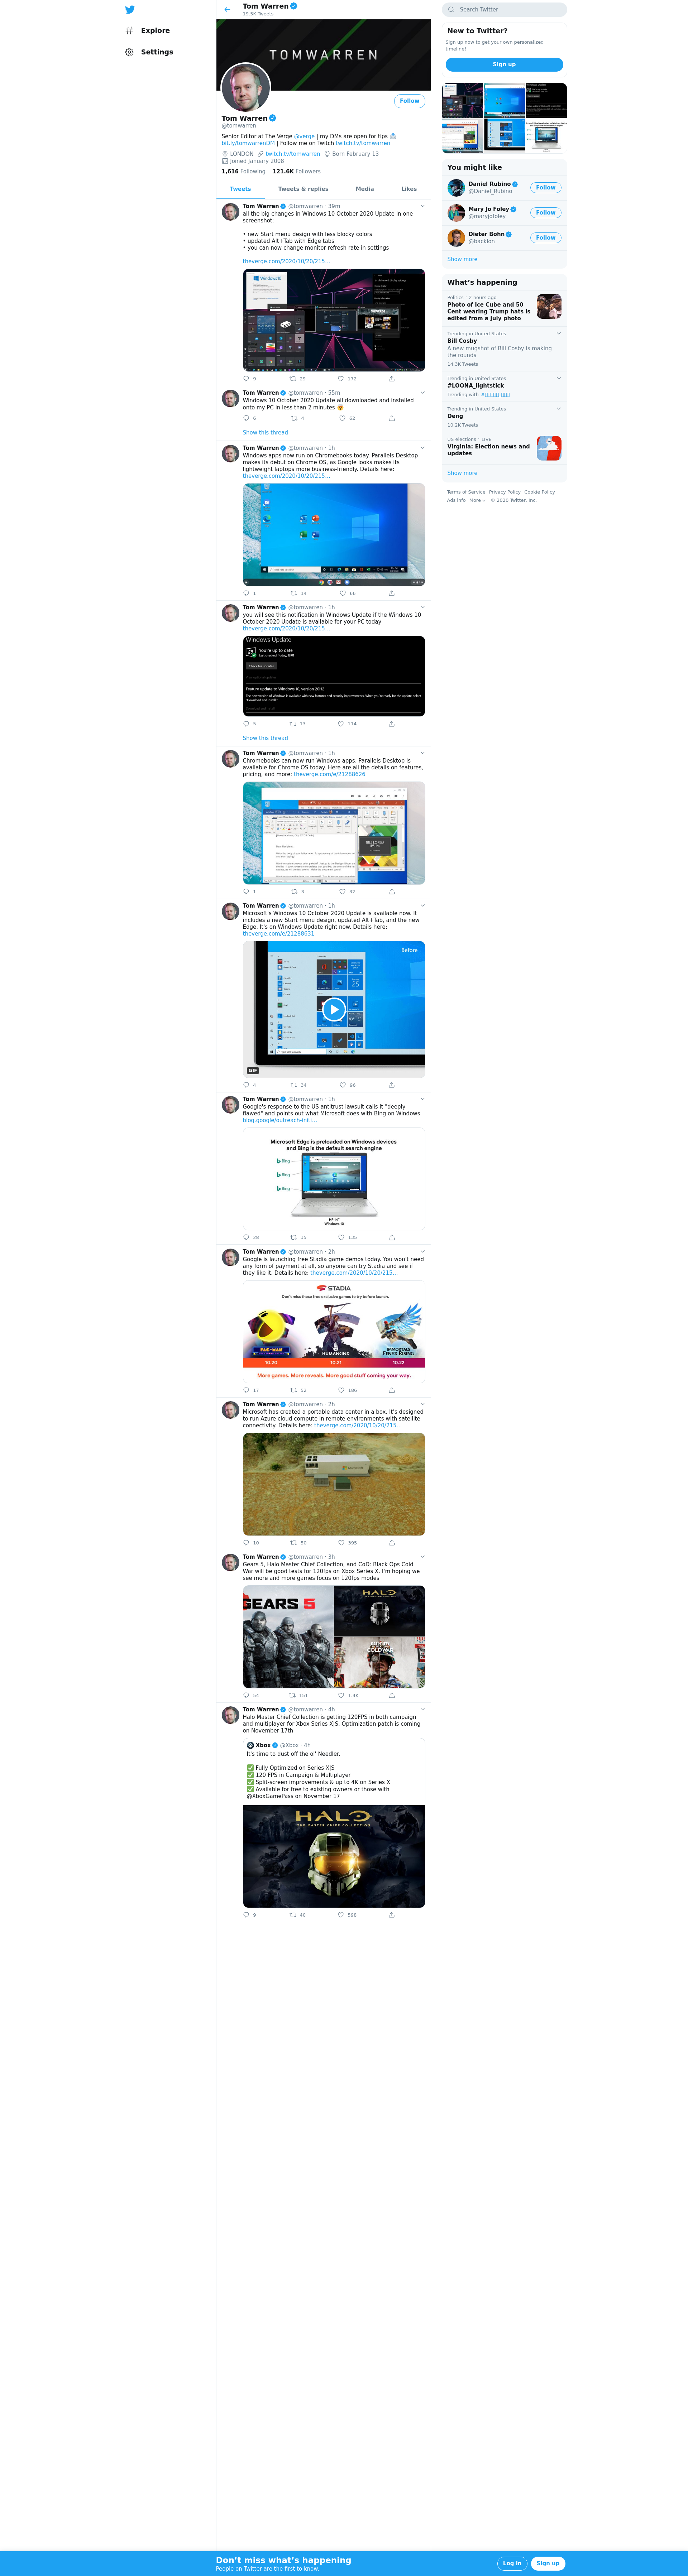 Explore
Settings
Tom Warren
19.5K Tweets
TOMWARREN
Follow
Tom Warren
@tomwarren
Senior Editor at The Verge @verge | my DMs are open for tips
bit.ly/tomwarrenDM | Follow me on Twitch twitch.tv/tomwarren
LONDON twitch.tv/tomwarren Born February 13
Joined January 2008
1,616 Following 121.6K Followers
Tweets Tweets & replies Media Likes
Tom Warren @tomwarren · 39m
all the big changes in Windows 10 October 2020 Update in one
screenshot:
• new Start menu design with less blocky colors
• updated Alt+Tab with Edge tabs
• you can now change monitor refresh rate in settings
theverge.com/2020/10/20/215…
9 29 172
Tom Warren @tomwarren · 55m
Windows 10 October 2020 Update all downloaded and installed
onto my PC in less than 2 minutes 😮
6 4 62
Show this thread
Tom Warren @tomwarren · 1h
Windows apps now run on Chromebooks today. Parallels Desktop
makes its debut on Chrome OS, as Google looks makes its
lightweight laptops more business-friendly. Details here:
theverge.com/2020/10/20/215…
1 14 66
Tom Warren @tomwarren · 1h
you will see this notification in Windows Update if the Windows 10
October 2020 Update is available for your PC today
theverge.com/2020/10/20/215…
Windows Update
You're up to date
Last checked: Today, 18:01
Check for updates
Feature update to Windows 10, version 20H2
The next version of Windows is available with new features and security improvements. When you're ready for the update, select
"Download and install."
5 13 114
Show this thread
Tom Warren @tomwarren · 1h
Chromebooks can now run Windows apps. Parallels Desktop is
available for Chrome OS today. Here are all the details on features,
pricing, and more: theverge.com/e/21288626
1 3 32
Tom Warren @tomwarren · 1h
Microsoft's Windows 10 October 2020 Update is available now. It
includes a new Start menu design, updated Alt+Tab, and the new
Edge. It's on Windows Update right now. Details here:
theverge.com/e/21288631
Before
GIF
4 34 96
Tom Warren @tomwarren · 1h
Google's response to the US antitrust lawsuit calls it "deeply
flawed" and points out what Microsoft does with Bing on Windows
blog.google/outreach-initi…
Microsoft Edge is preloaded on Windows devices
and Bing is the default search engine
Bing
Bing
Bing
HP 14"
Windows 10
28 35 135
Tom Warren @tomwarren · 2h
Google is launching free Stadia game demos today. You won't need
any form of payment at all, so anyone can try Stadia and see if
they like it. Details here: theverge.com/2020/10/20/215…
STADIA
Don't miss these free exclusive games to try before launch.
PAC-MAN
HUMANKIND
IMMORTALS
FENYX RISING
10.20 10.21 10.22
More games. More reveals. More good stuff coming your way.
17 52 186
Tom Warren @tomwarren · 2h
Microsoft has created a portable data center in a box. It's designed
to run Azure cloud compute in remote environments with satellite
connectivity. Details here: theverge.com/2020/10/20/215…
10 50 395
Tom Warren @tomwarren · 3h
Gears 5, Halo Master Chief Collection, and CoD: Black Ops Cold
War will be good tests for 120fps on Xbox Series X. I'm hoping we
see more and more games focus on 120fps modes
GEARS 5
HALO
COLD WAR
54 151 1.4K
Tom Warren @tomwarren · 4h
Halo Master Chief Collection is getting 120FPS in both campaign
and multiplayer for Xbox Series X|S. Optimization patch is coming
on November 17th
Xbox @Xbox · 4h
It's time to dust off the ol' Needler.
✅ Fully Optimized on Series X|S
✅ 120 FPS in Campaign & Multiplayer
✅ Split-screen improvements & up to 4K on Series X
✅ Available for free to existing owners or those with
@XboxGamePass on November 17
HALO
THE MASTER CHIEF COLLECTION
9 40 598
Search Twitter
New to Twitter?
Sign up now to get your own personalized
timeline!
Sign up
You might like
Daniel Rubino
@Daniel_Rubino
Follow
Mary Jo Foley
@maryjofoley
Follow
Dieter Bohn
@backlon
Follow
Show more
What's happening
Politics · 2 hours ago
Photo of Ice Cube and 50
Cent wearing Trump hats is
edited from a July photo
Trending in United States
Bill Cosby
A new mugshot of Bill Cosby is making
the rounds
14.3K Tweets
Trending in United States
#LOONA_lightstick
Trending with
Trending in United States
Deng
10.2K Tweets
US elections · LIVE
Virginia: Election news and
updates
Show more
Terms of Service Privacy Policy Cookie Policy
Ads info More © 2020 Twitter, Inc.
Don't miss what's happening
People on Twitter are the first to know.
Log in Sign up